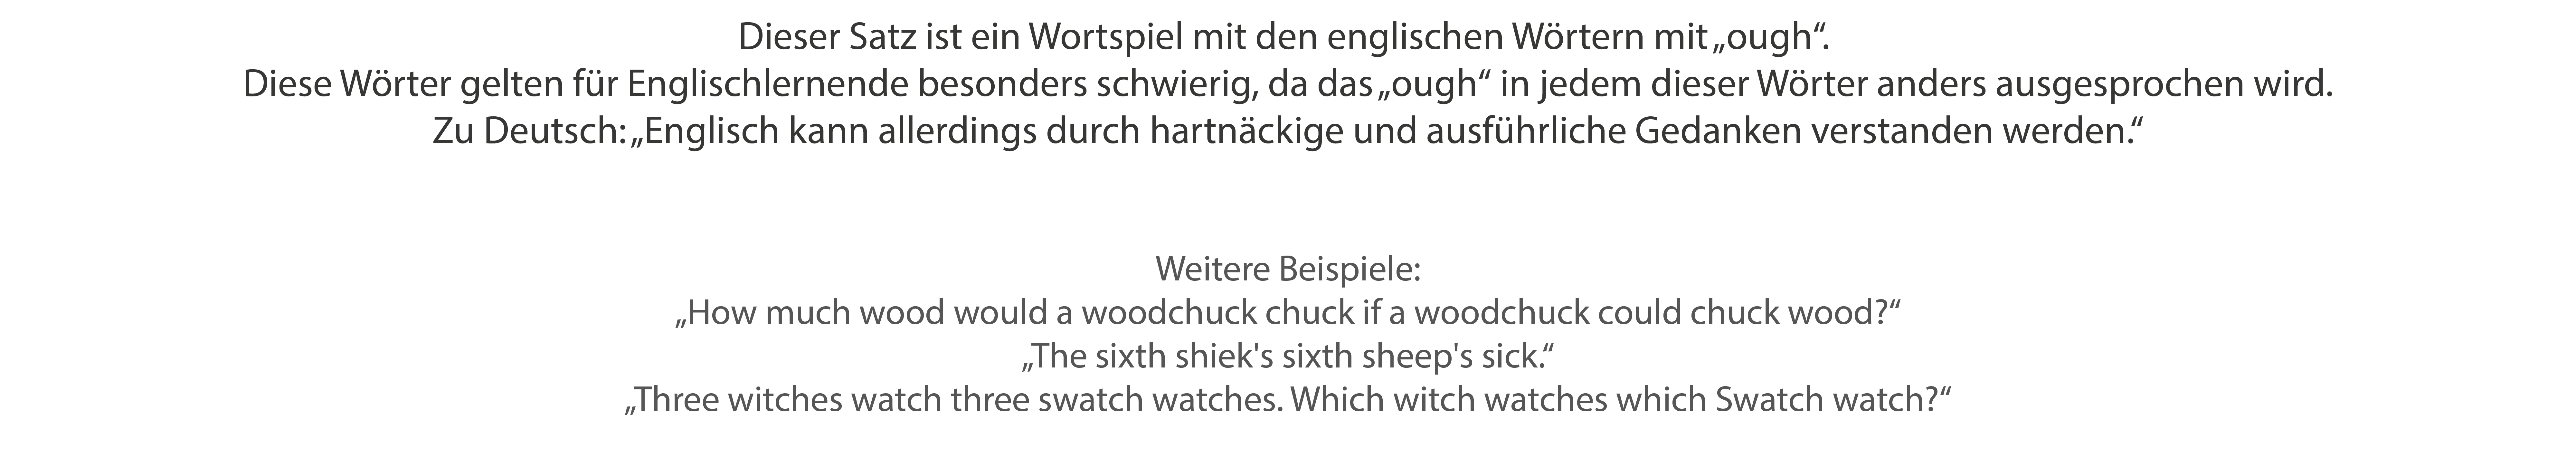 Dieser Satz ist ein Wortspiel mit den englischen Wörtern mit „ough“.
Diese Wörter gelten für Englischlernende besonders schwierig, da das „ough“ in jedem dieser Wörter anders ausgesprochen wird.
Zu Deutsch: „Englisch kann allerdings durch hartnäckige und ausführliche Gedanken verstanden werden.“
Weitere Beispiele:
„How much wood would a woodchuck chuck if a woodchuck could chuck wood?“
„The sixth shiek's sixth sheep's sick.“
„Three witches watch three swatch watches. Which witch watches which Swatch watch?“